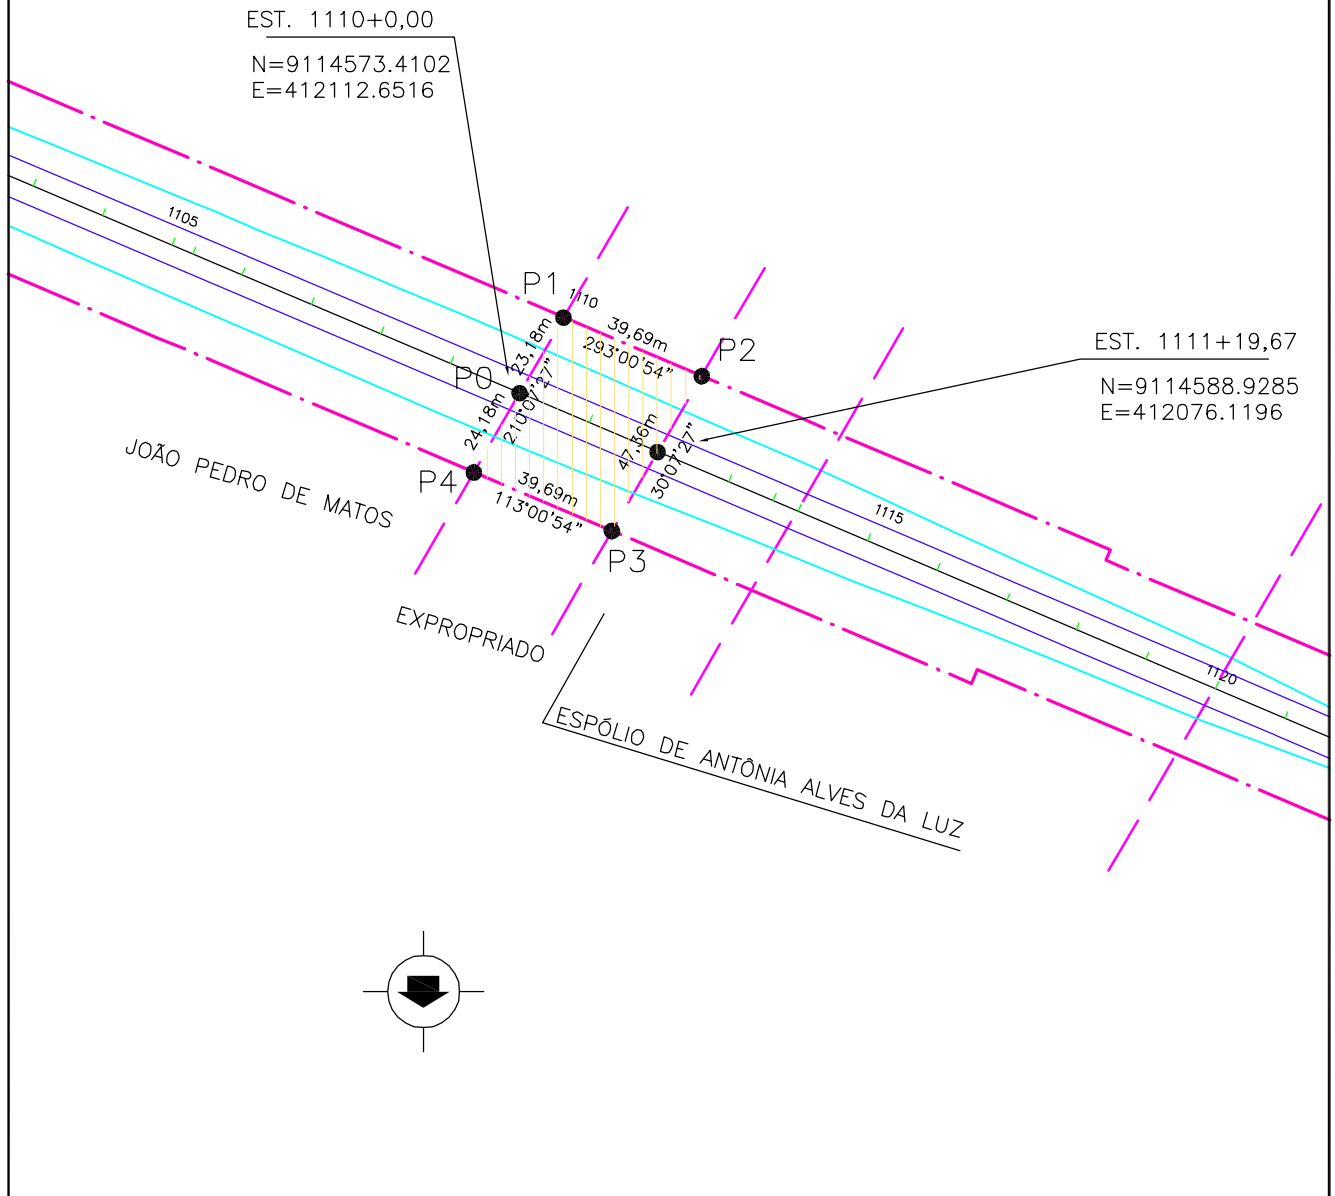 EST. 1110+0,00
N=9114573.4102
E=412112.6516
1105
P1
1110
39,69m
293°00'54"
P2
23,18m
P0
210°07'27"
24,18m
47,36m
30°07'27"
EST. 1111+19,67
N=9114588.9285
E=412076.1196
JOÃO PEDRO DE MATOS
P4
39,69m
113°00'54"
P3
1115
EXPROPRIADO
1120
ESPÓLIO DE ANTÔNIA ALVES DA LUZ